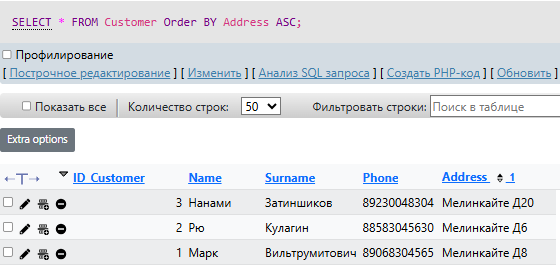 SELECT * FROM Customer Order BY Address ASC;
Профилирование
[ Построчное редактирование ] [ Изменить ] [ Анализ SQL запроса ] [ Создать PHP-код ] [ Обновить ]
Показать все Количество строк: 50 Фильтровать строки: Поиск в таблице
Extra options
←T→ ID_Customer Name Surname Phone Address 1
3 Нанами Затиншиков 89230048304 Мелинкайте Д20
2 Рю Кулагин 88583045630 Мелинкайте Д6
1 Марк Вильтрумитович 89068304565 Мелинкайте Д8